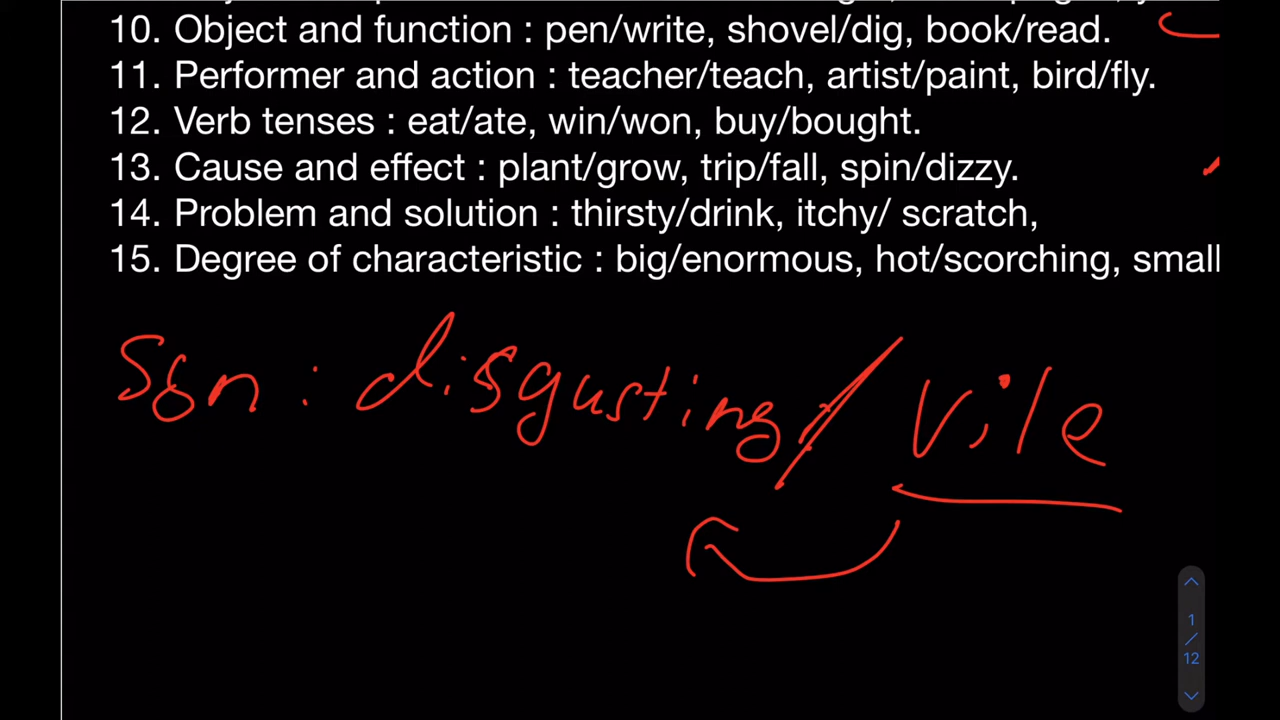 10. Object and function : pen/write, shovel/dig, book/read.
11. Performer and action : teacher/teach, artist/paint, bird/fly.
12. Verb tenses : eat/ate, win/won, buy/bought.
13. Cause and effect : plant/grow, trip/fall, spin/dizzy.
14. Problem and solution : thirsty/drink, itchy/ scratch,
15. Degree of characteristic : big/enormous, hot/scorching, small
Syn : disgusting / Vile
1
/
12